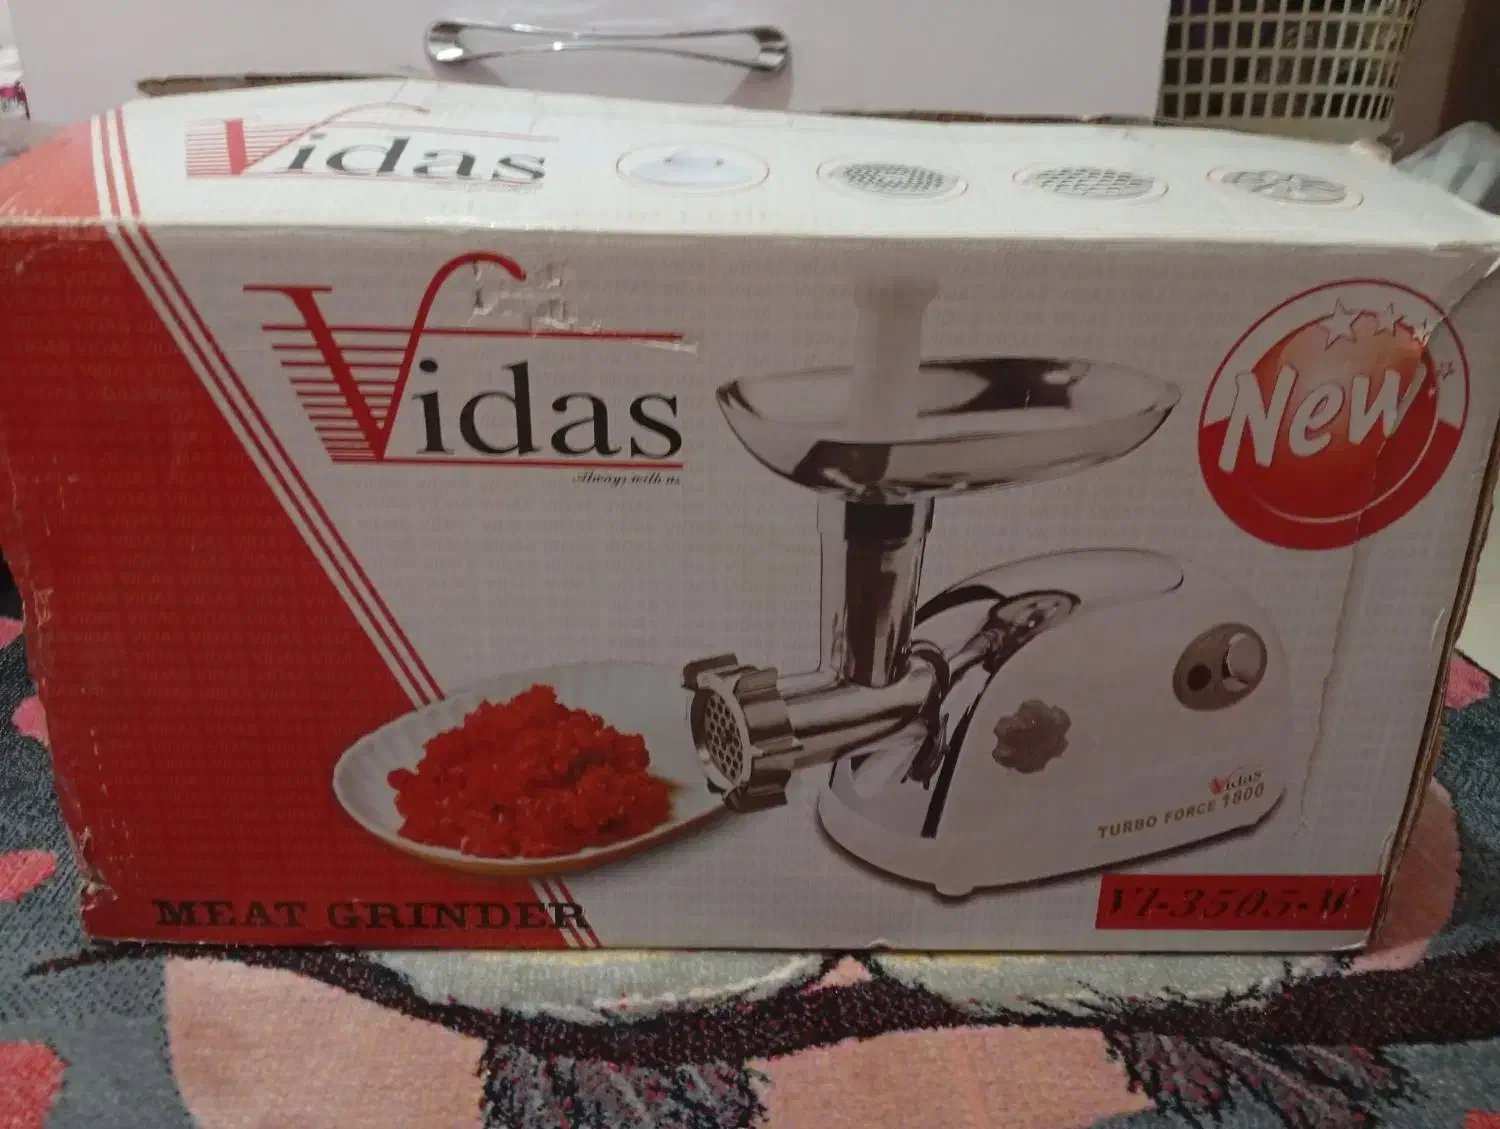 Vidas
Vidas
Always with us
New
Vidas
TURBO FORCE 1800
MEAT GRINDER
VI-3505-W